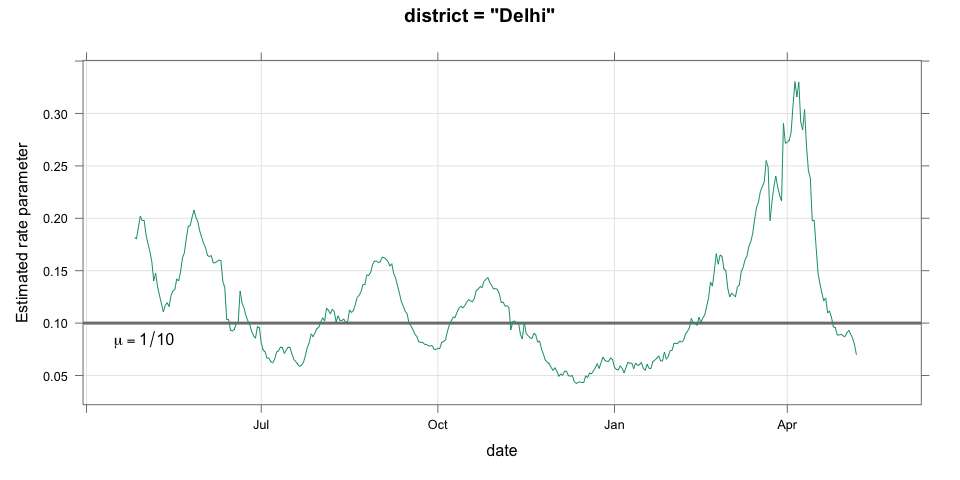 district = "Delhi"
Estimated rate parameter
0.30
0.25
0.20
0.15
0.10
0.05
μ = 1/10
Jul Oct Jan Apr
date